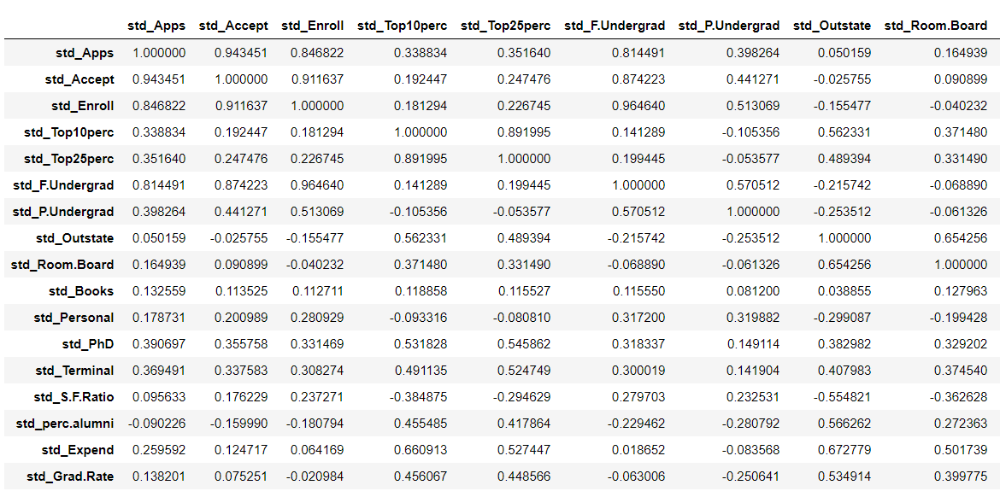 std_Apps std_Accept std_Enroll std_Top10perc std_Top25perc std_F.Undergrad std_P.Undergrad std_Outstate std_Room.Board
std_Apps 1.000000 0.943451 0.846822 0.338834 0.351640 0.814491 0.398264 0.050159 0.164939
std_Accept 0.943451 1.000000 0.911637 0.192447 0.247476 0.874223 0.441271 -0.025755 0.090899
std_Enroll 0.846822 0.911637 1.000000 0.181294 0.226745 0.964640 0.513069 -0.155477 -0.040232
std_Top10perc 0.338834 0.192447 0.181294 1.000000 0.891995 0.141289 -0.105356 0.562331 0.371480
std_Top25perc 0.351640 0.247476 0.226745 0.891995 1.000000 0.199445 -0.053577 0.489394 0.331490
std_F.Undergrad 0.814491 0.874223 0.964640 0.141289 0.199445 1.000000 0.570512 -0.215742 -0.068890
std_P.Undergrad 0.398264 0.441271 0.513069 -0.105356 -0.053577 0.570512 1.000000 -0.253512 -0.061326
std_Outstate 0.050159 -0.025755 -0.155477 0.562331 0.489394 -0.215742 -0.253512 1.000000 0.654256
std_Room.Board 0.164939 0.090899 -0.040232 0.371480 0.331490 -0.068890 -0.061326 0.654256 1.000000
std_Books 0.132559 0.113525 0.112711 0.118858 0.115527 0.115550 0.081200 0.038855 0.127963
std_Personal 0.178731 0.200989 0.280929 -0.093316 -0.080810 0.317200 0.319882 -0.299087 -0.199428
std_PhD 0.390697 0.355758 0.331469 0.531828 0.545862 0.318337 0.149114 0.382982 0.329202
std_Terminal 0.369491 0.337583 0.308274 0.491135 0.524749 0.300019 0.141904 0.407983 0.374540
std_S.F.Ratio 0.095633 0.176229 0.237271 -0.384875 -0.294629 0.279703 0.232531 -0.554821 -0.362628
std_perc.alumni -0.090226 -0.159990 -0.180794 0.455485 0.417864 -0.229462 -0.280792 0.566262 0.272363
std_Expend 0.259592 0.124717 0.064169 0.660913 0.527447 0.018652 -0.083568 0.672779 0.501739
std_Grad.Rate 0.138201 0.075251 -0.020984 0.456067 0.448566 -0.063006 -0.250641 0.534914 0.399775